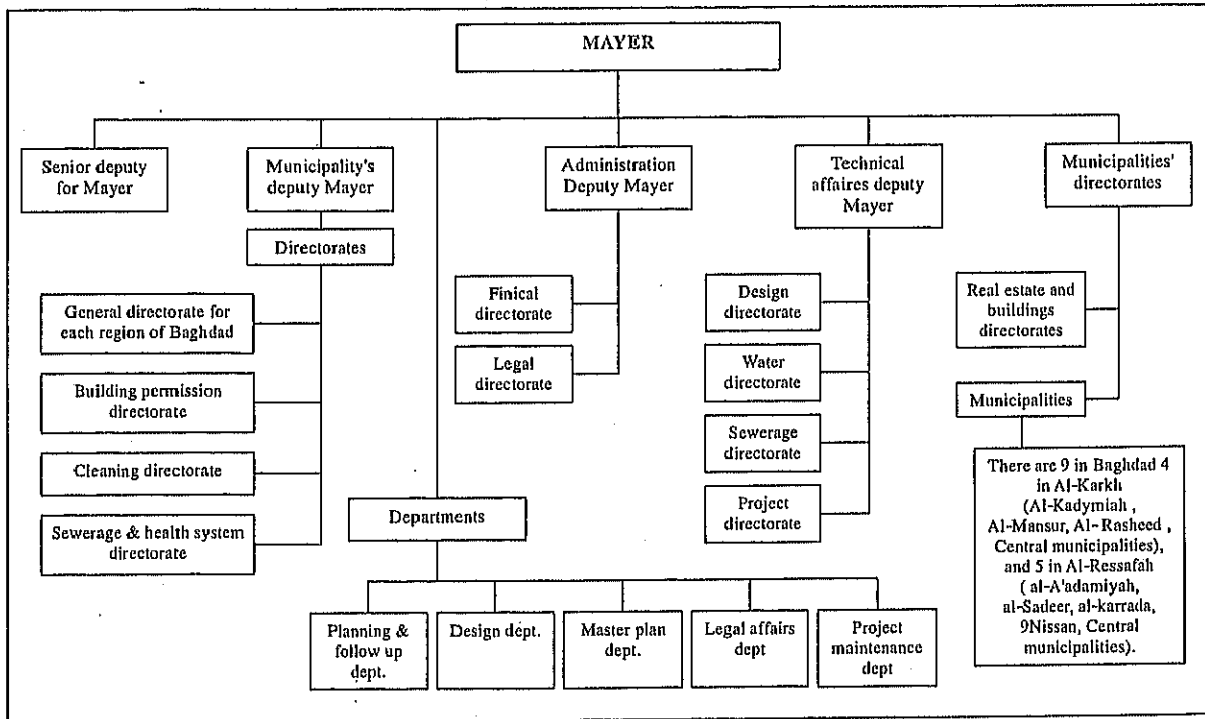 MAYER
Senior deputy
for Mayer
Municipality's
deputy Mayer
Administration
Deputy Mayer
Technical
affaires deputy
Mayer
Municipalities'
directorates
Directorates
General directorate for
each region of Baghdad
Building permission
directorate
Cleaning directorate
Sewerage & health system
directorate
Finical
directorate
Legal
directorate
Design
directorate
Water
directorate
Sewerage
directorate
Project
directorate
Real estate and
buildings
directorates
Municipalities
There are 9 in Baghdad 4
in Al-Karkh
(Al-Kadymiah ,
Al-Mansur, Al-Rasheed ,
Central municipalities),
and 5 in Al-Ressafah
( al-A'adamiyah,
al-Sadeer, al-karrada,
9Nissan, Central
municipalities).
Departments
Planning &
follow up
dept.
Design dept.
Master plan
dept.
Legal affairs
dept
Project
maintenance
dept